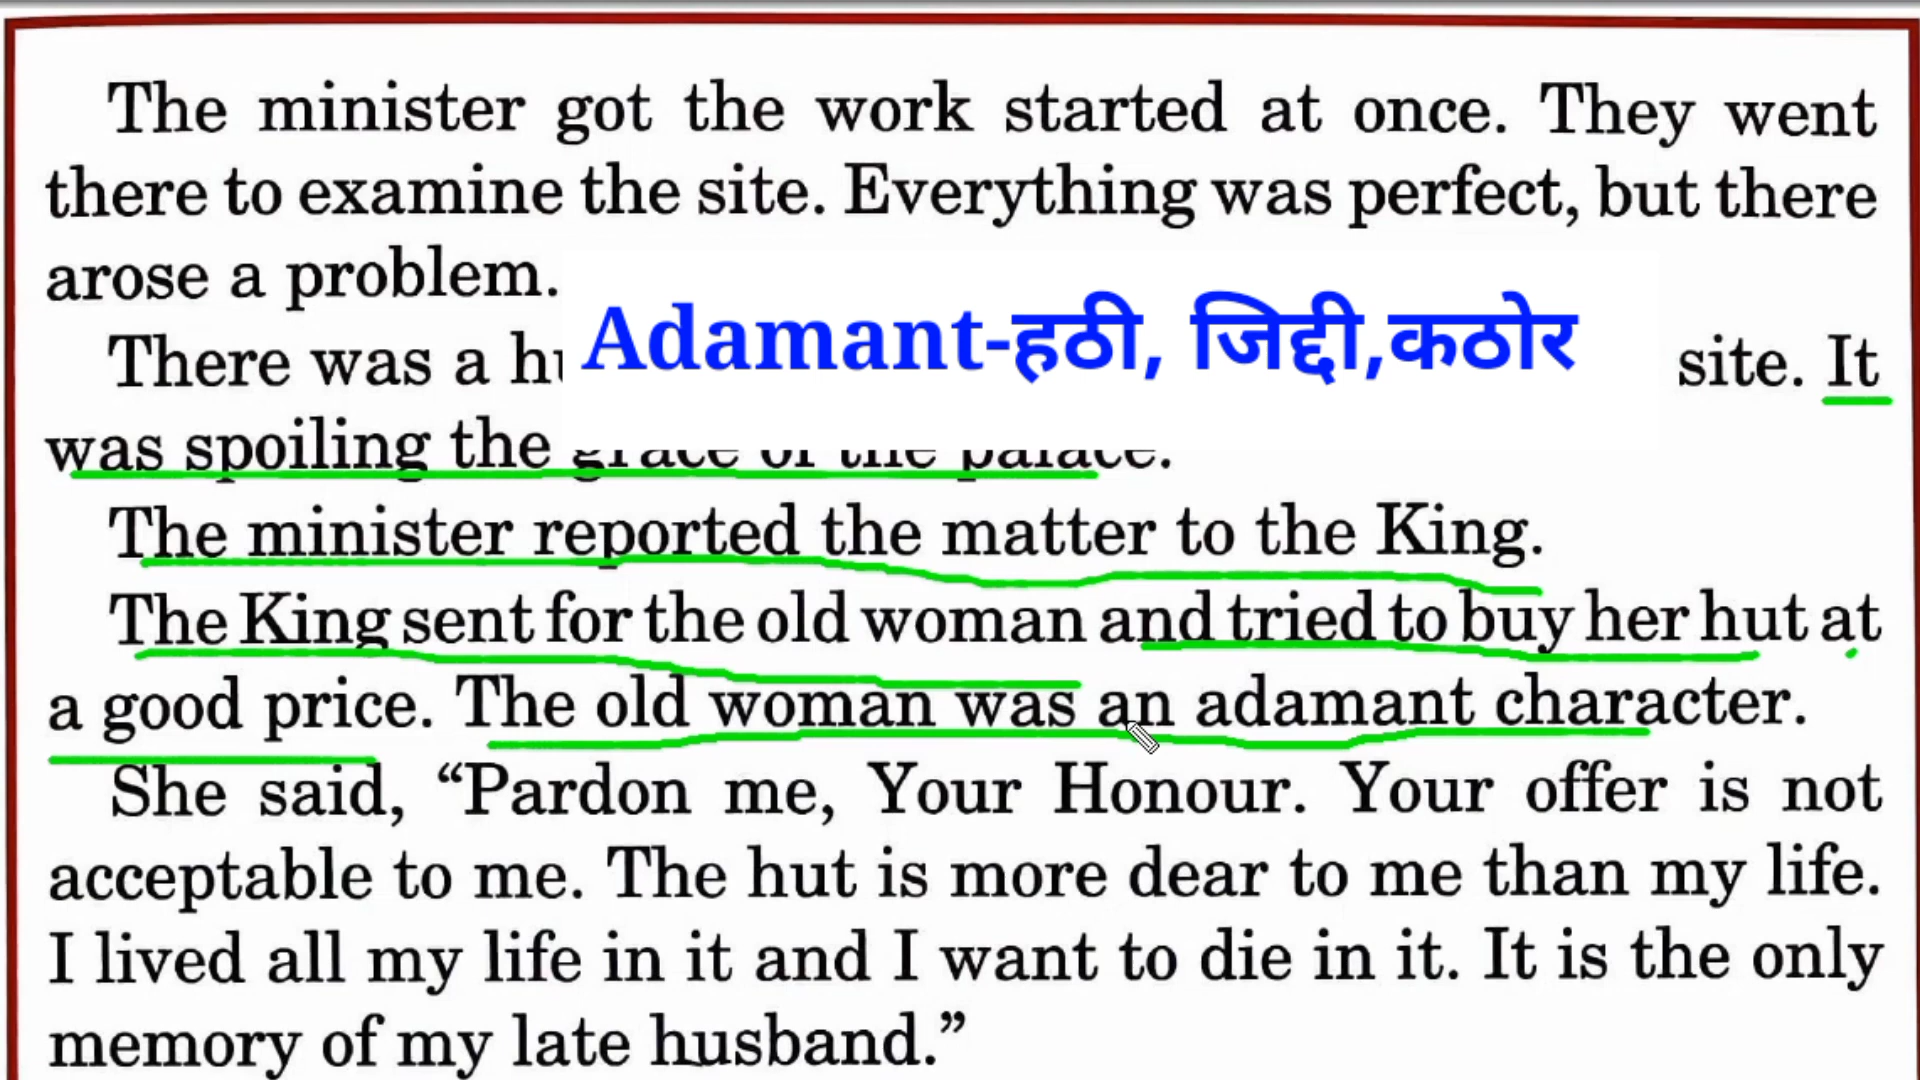 The minister got the work started at once. They went
there to examine the site. Everything was perfect, but there
arose a problem.
Adamant-हठी, जिद्दी,कठोर
There was a site. It
was spoiling the grace of the palace.
The minister reported the matter to the King.
The King sent for the old woman and tried to buy her hut at
a good price. The old woman was an adamant character.
She said, “Pardon me, Your Honour. Your offer is not
acceptable to me. The hut is more dear to me than my life.
I lived all my life in it and I want to die in it. It is the only
memory of my late husband.”